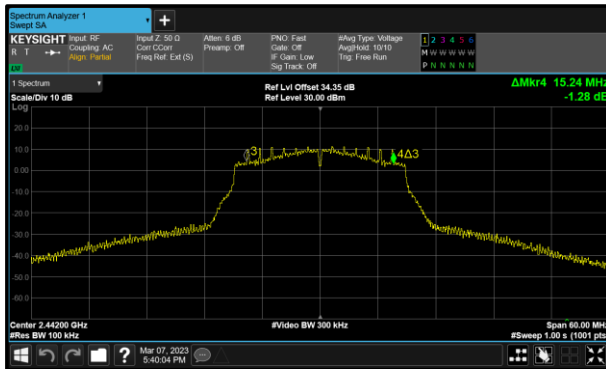 Spectrum Analyzer 1
Swept SA
KEYSIGHT
R T
LW
Input: RF
Coupling: AC
Align: Partial
Input Z: 50 Ω
Corr CCorr
Freq Ref: Ext (S)
Atten: 6 dB
Preamp: Off
PNO: Fast
Gate: Off
IF Gain: Low
Sig Track: Off
#Avg Type: Voltage
Avg|Hold: 10/10
Trig: Free Run
1 2 3 4 5 6
M W W W W W
P N N N N N
1 Spectrum
Scale/Div 10 dB
Log
Ref Lvl Offset 34.35 dB
Ref Level 30.00 dBm
ΔMkr4 15.24 MHz
-1.28 dB
20.0
10.0
0.00
-10.0
-20.0
-30.0
-40.0
-50.0
-60.0
3
4Δ3
Center 2.44200 GHz
#Res BW 100 kHz
#Video BW 300 kHz
Span 60.00 MHz
#Sweep 1.00 s (1001 pts)
?
Mar 07, 2023
5:40:04 PM